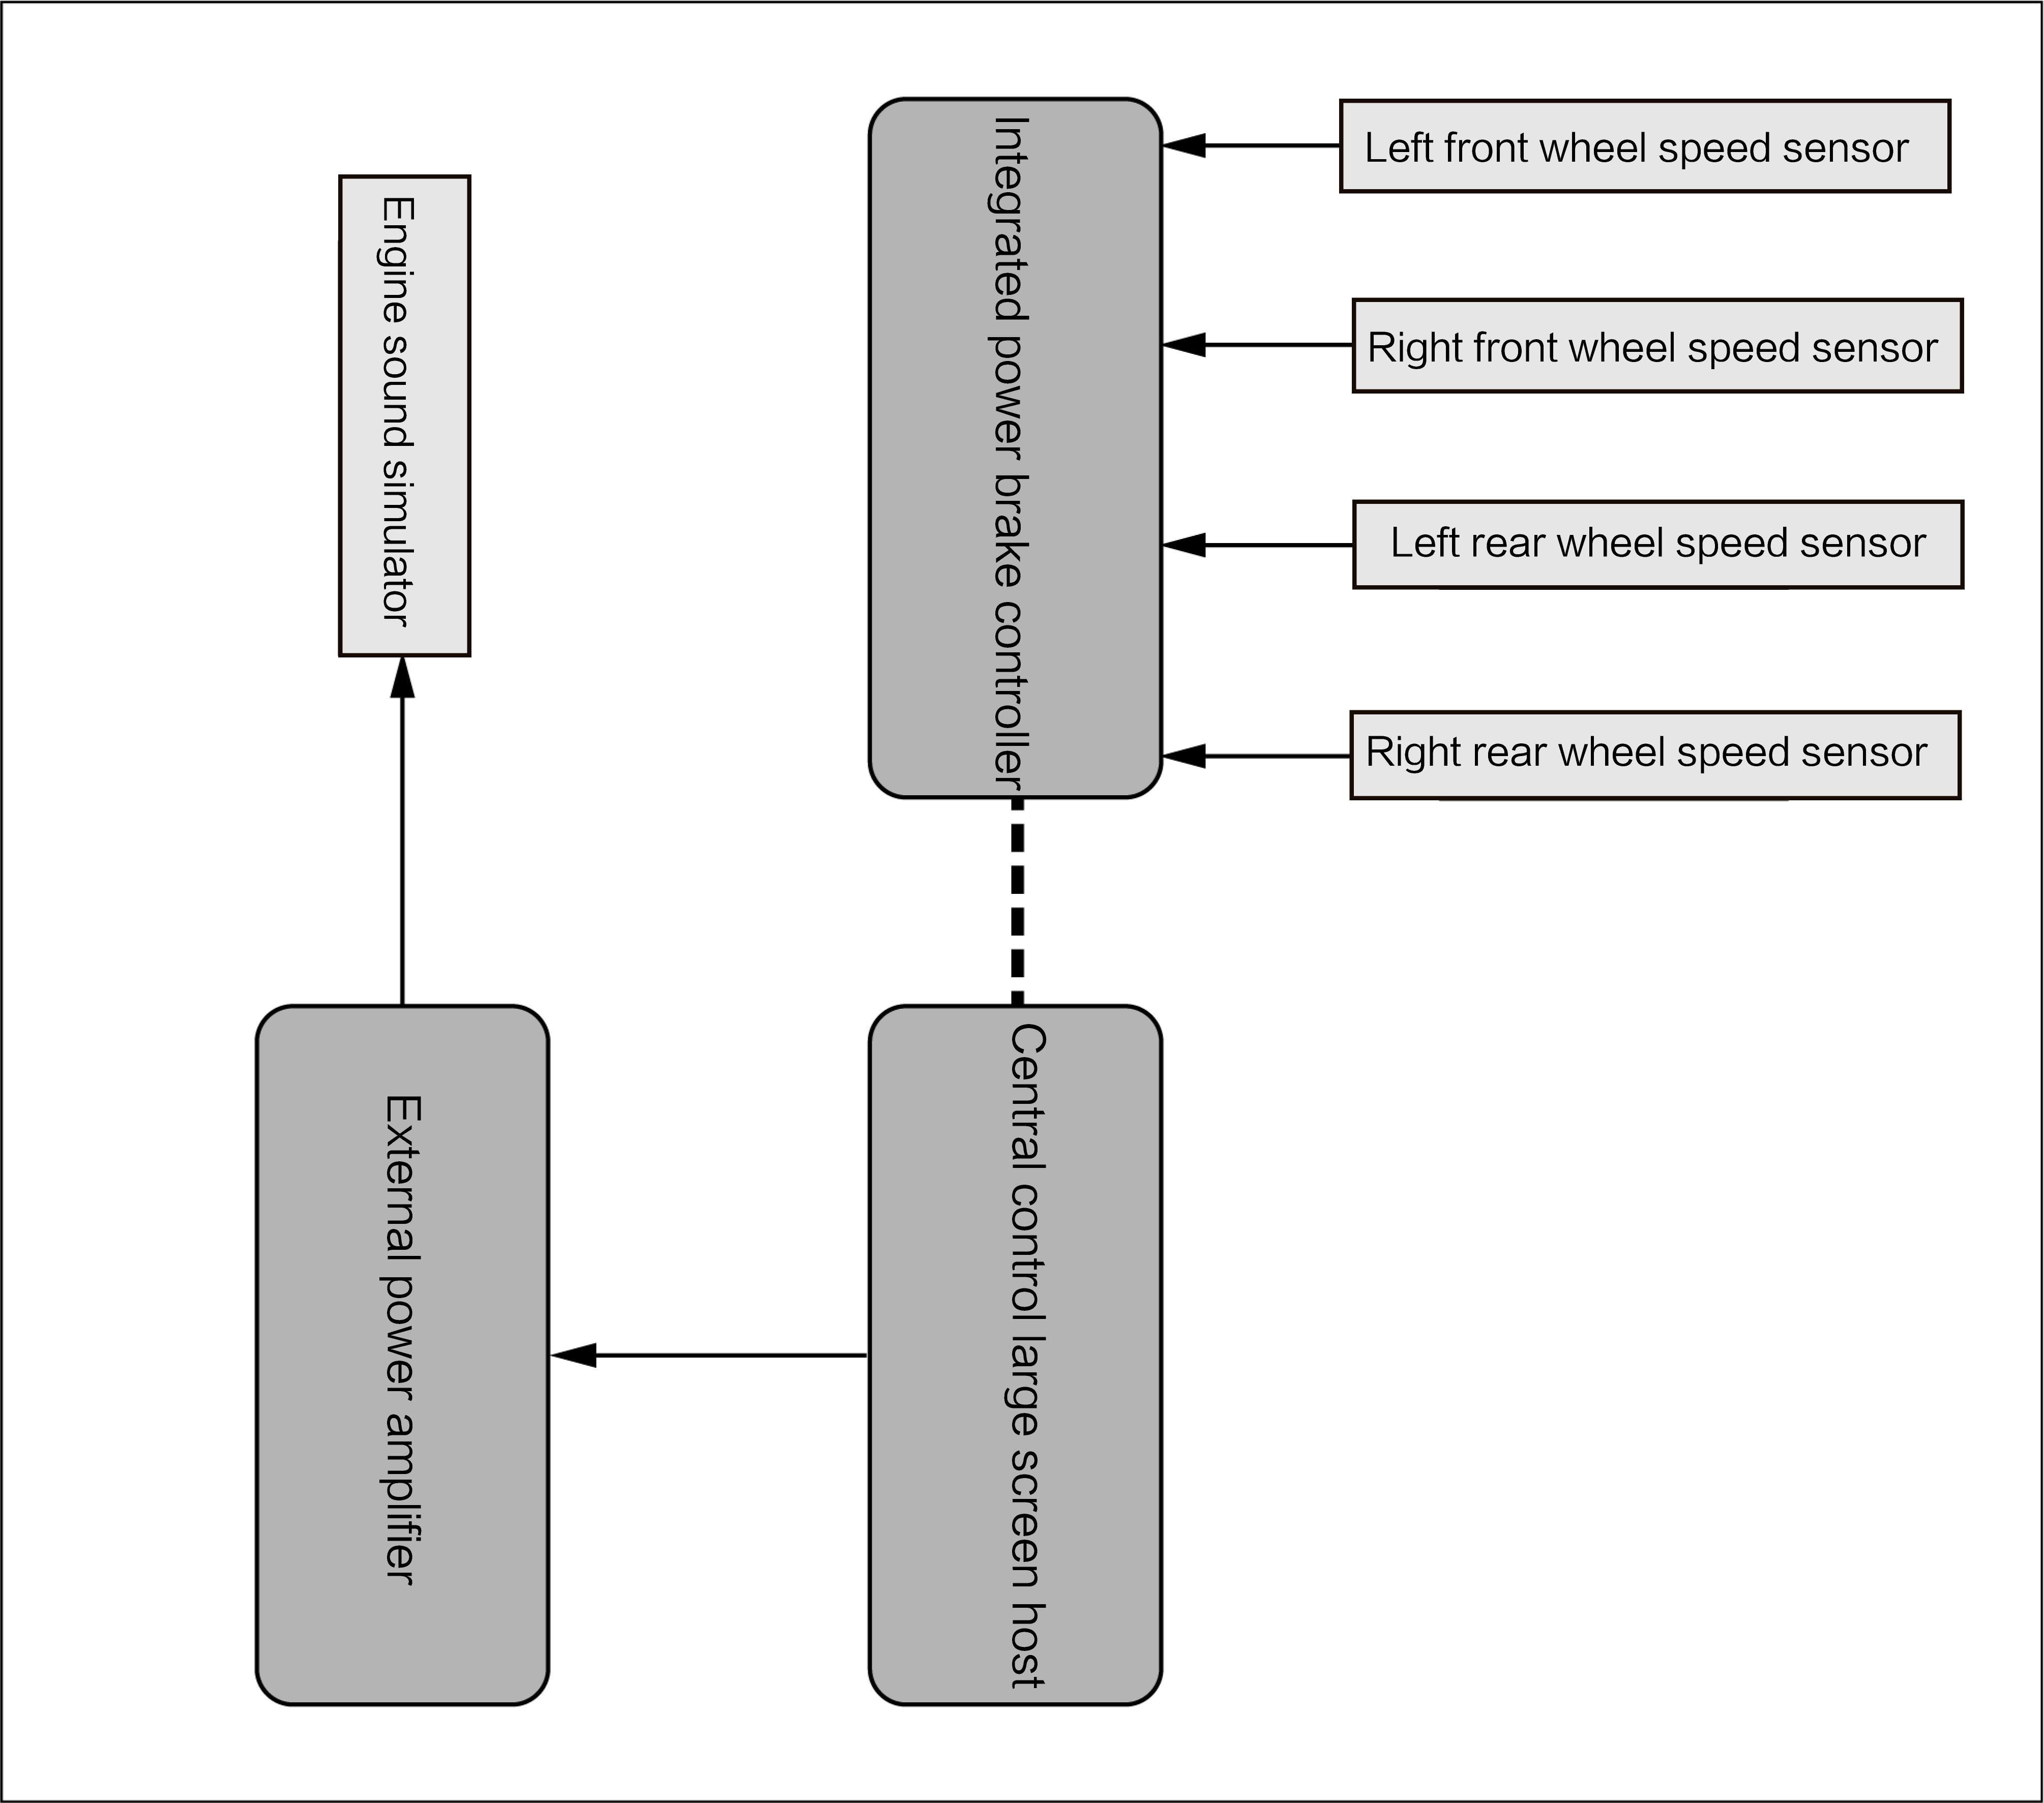 Left front wheel speed sensor
Right front wheel speed sensor
Left rear wheel speed sensor
Right rear wheel speed sensor
Integrated power brake controller
Engine sound simulator
Central control large screen host
External power amplifier